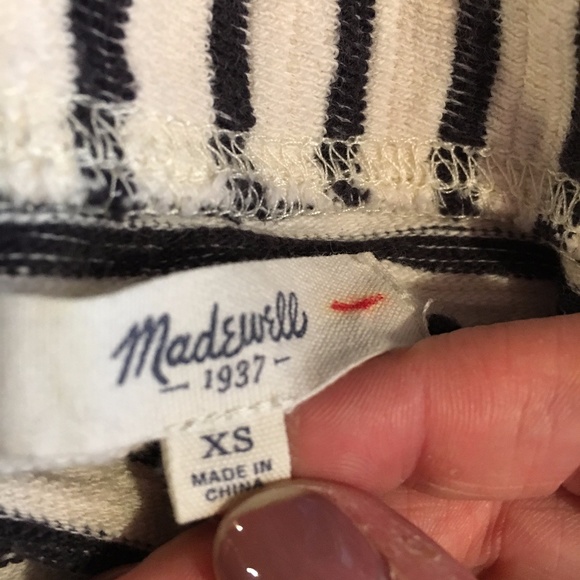 Madewell
- 1937 -
XS
MADE IN
CHINA